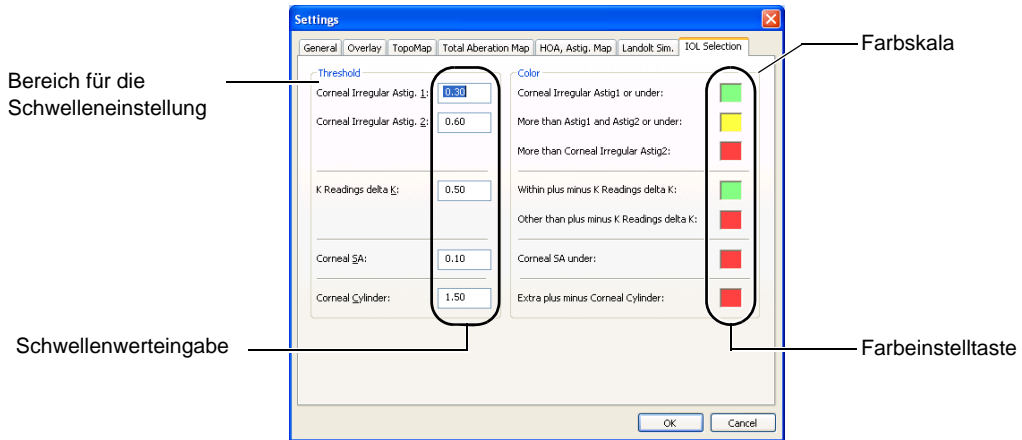 Settings
General Overlay TopoMap Total Aberation Map HOA, Astig. Map Landolt Sim. IOL Selection
Farbskala
Bereich für die
Schwelleneinstellung
Threshold
Corneal Irregular Astig. 1: 0.30
Corneal Irregular Astig. 2: 0.60
K Readings delta K: 0.50
Corneal SA: 0.10
Corneal Cylinder: 1.50
Color
Corneal Irregular Astig1 or under:
More than Astig1 and Astig2 or under:
More than Corneal Irregular Astig2:
Within plus minus K Readings delta K:
Other than plus minus K Readings delta K:
Corneal SA under:
Extra plus minus Corneal Cylinder:
Schwellenwerteingabe
Farbeinstelltaste
OK Cancel